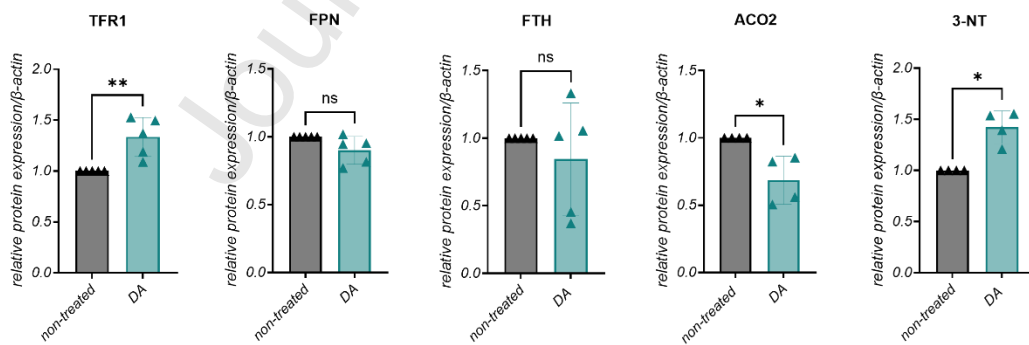 TFR1
FPN
FTH
ACO2
3-NT
relative protein expression/β-actin
2.0
1.5
1.0
0.5
0.0
**
non-treated
DA
relative protein expression/β-actin
1.5
1.0
0.5
0.0
ns
non-treated
DA
relative protein expression/β-actin
1.5
1.0
0.5
0.0
ns
non-treated
DA
relative protein expression/β-actin
1.5
1.0
0.5
0.0
*
non-treated
DA
relative protein expression/β-actin
2.0
1.5
1.0
0.5
0.0
*
non-treated
DA